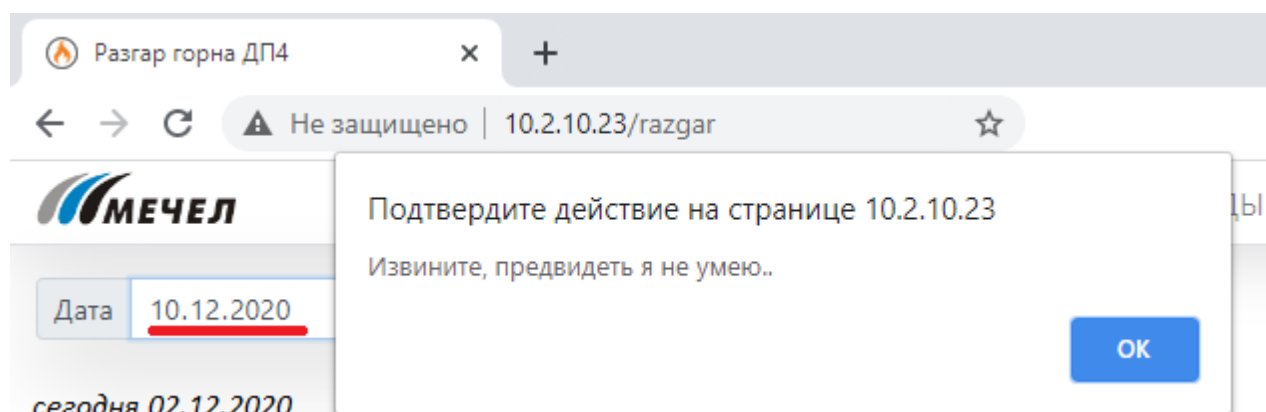 Разгар горна ДП4
Не защищено 10.2.10.23/razgar
МЕЧЕЛ
Подтвердите действие на странице 10.2.10.23
Извините, предвидеть я не умею..
Дата 10.12.2020
ОК
сегодня 02.12.2020